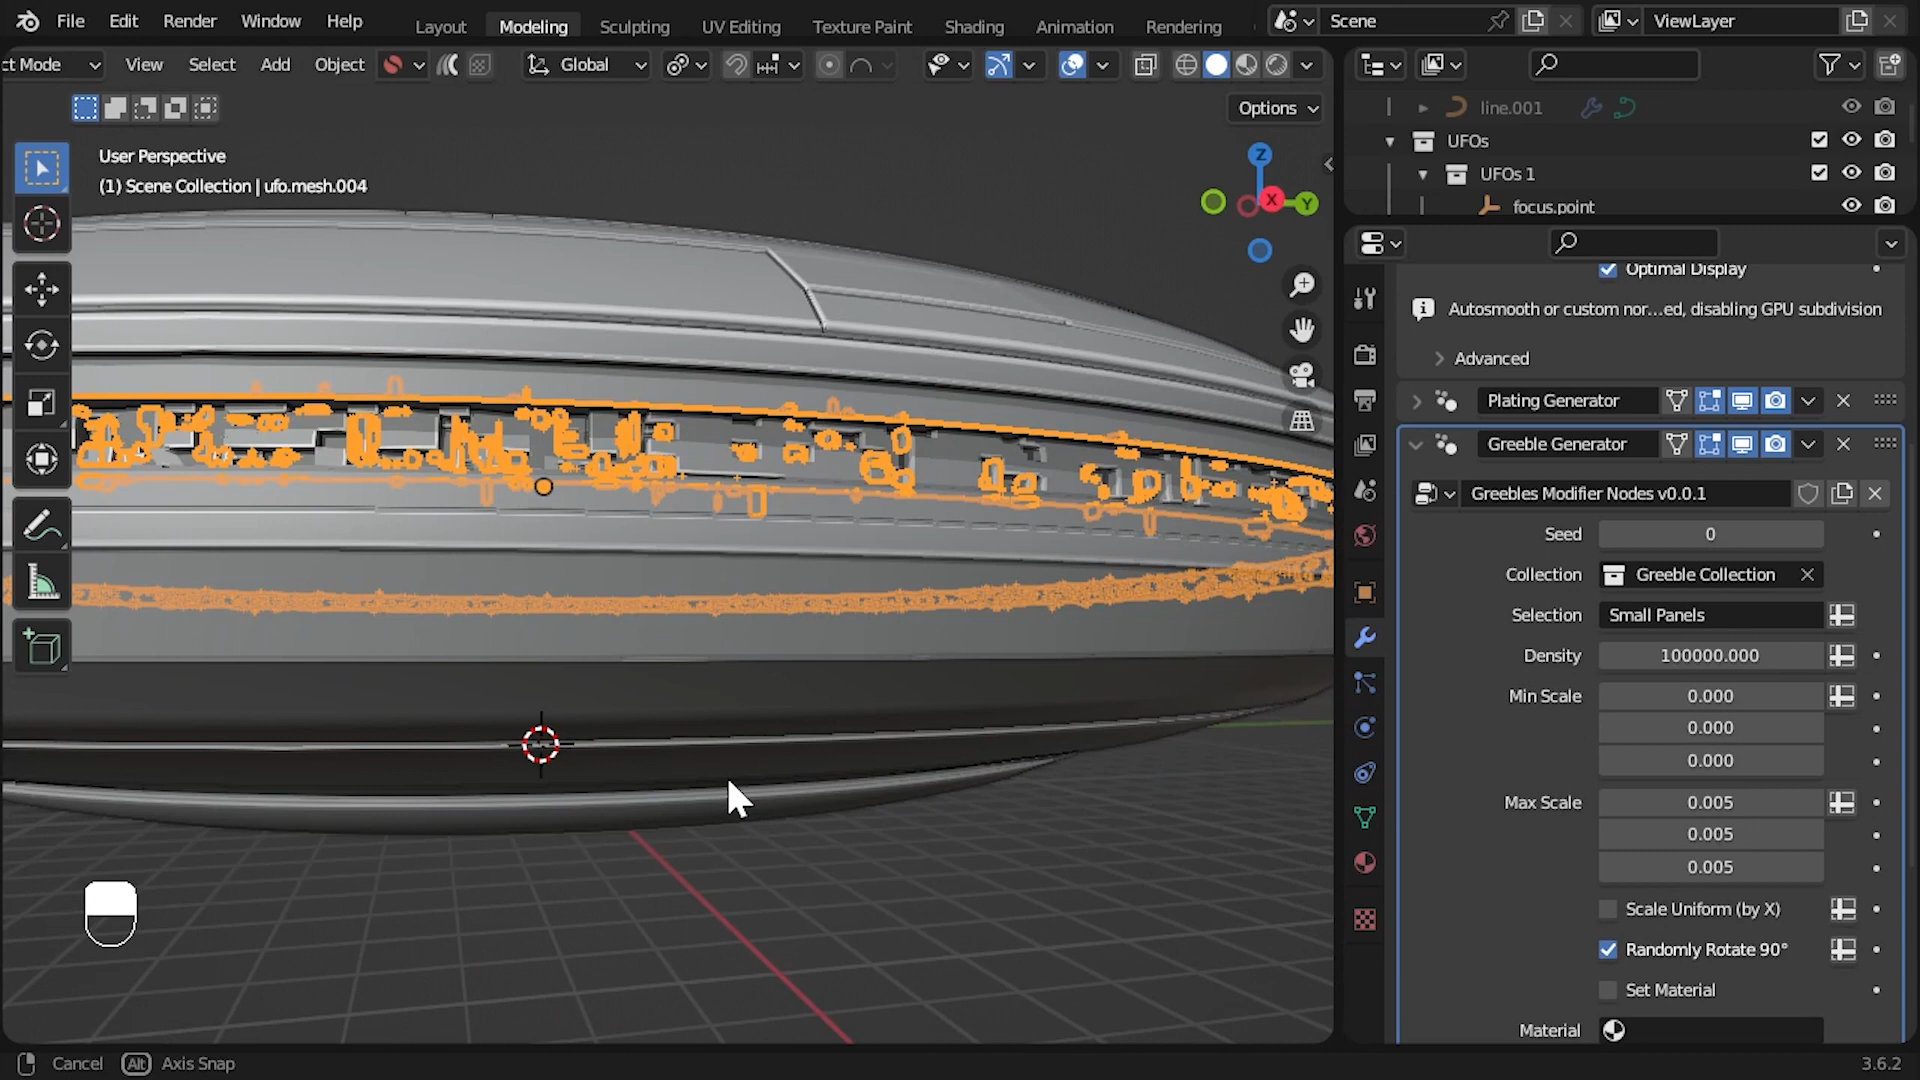 File Edit Render Window Help
Layout Modeling Sculpting UV Editing Texture Paint Shading Animation Rendering
Scene
ViewLayer
ct Mode View Select Add Object Global
Options
User Perspective
(1) Scene Collection | ufo.mesh.004
Z
X
Y
line.001
UFOs
UFOs 1
focus.point
Optimal Display
Autosmooth or custom nor...ed, disabling GPU subdivision
Advanced
Plating Generator
Greeble Generator
Greebles Modifier Nodes v0.0.1
Seed 0
Collection Greeble Collection
Selection Small Panels
Density 100000.000
Min Scale 0.000
0.000
0.000
Max Scale 0.005
0.005
0.005
Scale Uniform (by X)
Randomly Rotate 90°
Set Material
Material
Cancel Alt Axis Snap
3.6.2